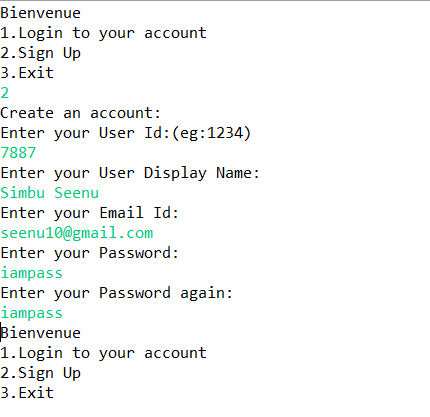 Bienvenue
1.Login to your account
2.Sign Up
3.Exit
2
Create an account:
Enter your User Id:(eg:1234)
7887
Enter your User Display Name:
Simbu Seenu
Enter your Email Id:
seenu10@gmail.com
Enter your Password:
iampass
Enter your Password again:
iampass
Bienvenue
1.Login to your account
2.Sign Up
3.Exit